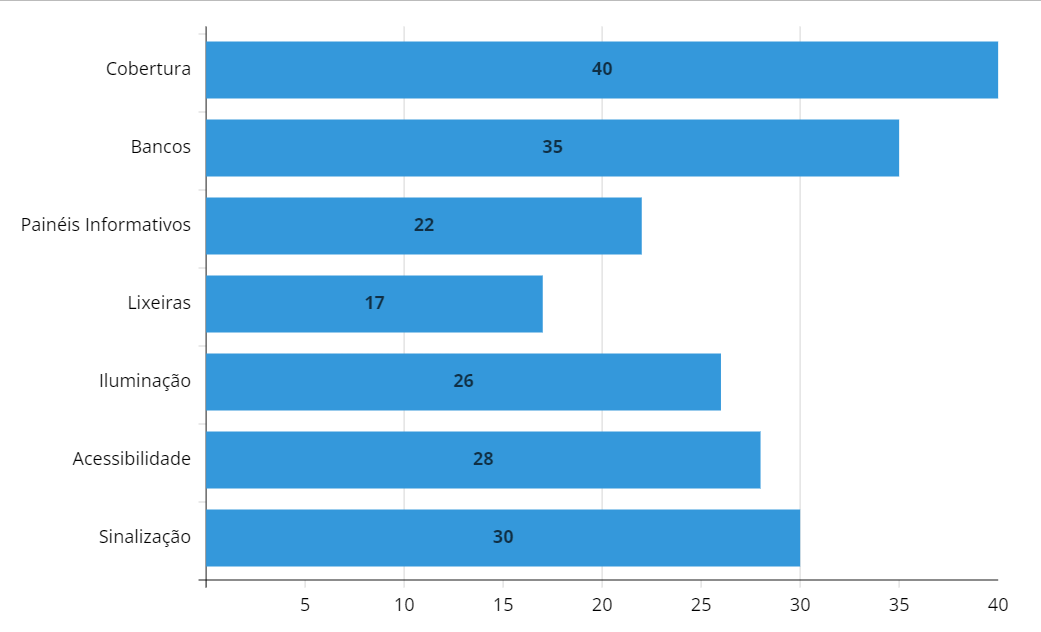 Cobertura 40
Bancos 35
Painéis Informativos 22
Lixeiras 17
Iluminação 26
Acessibilidade 28
Sinalização 30
5 10 15 20 25 30 35 40